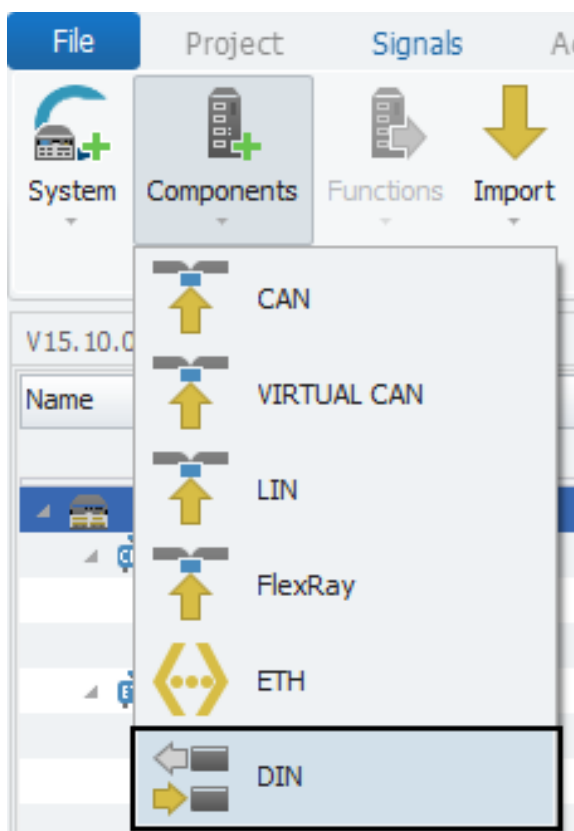 File Project Signals
System Components Functions Import
CAN
V15.10.0
VIRTUAL CAN
Name
LIN
FlexRay
ETH
DIN